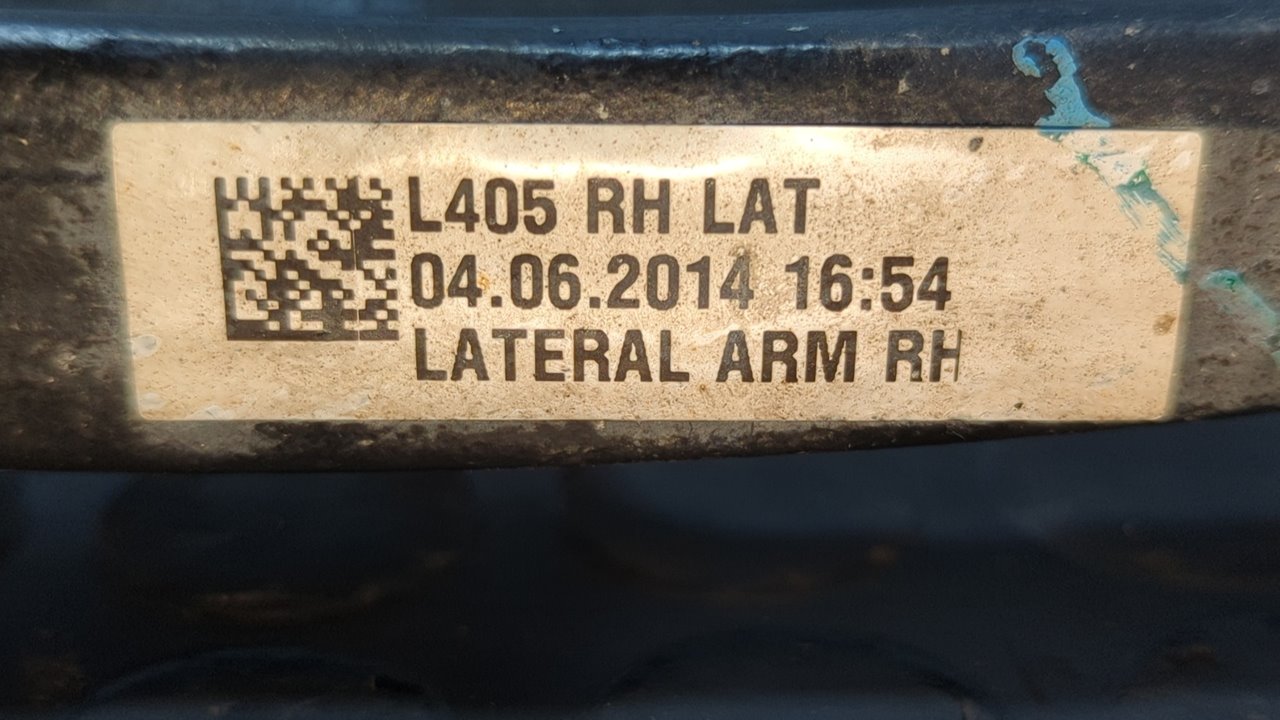 L405 RH LAT
04.06.2014 16:54
LATERAL ARM RH